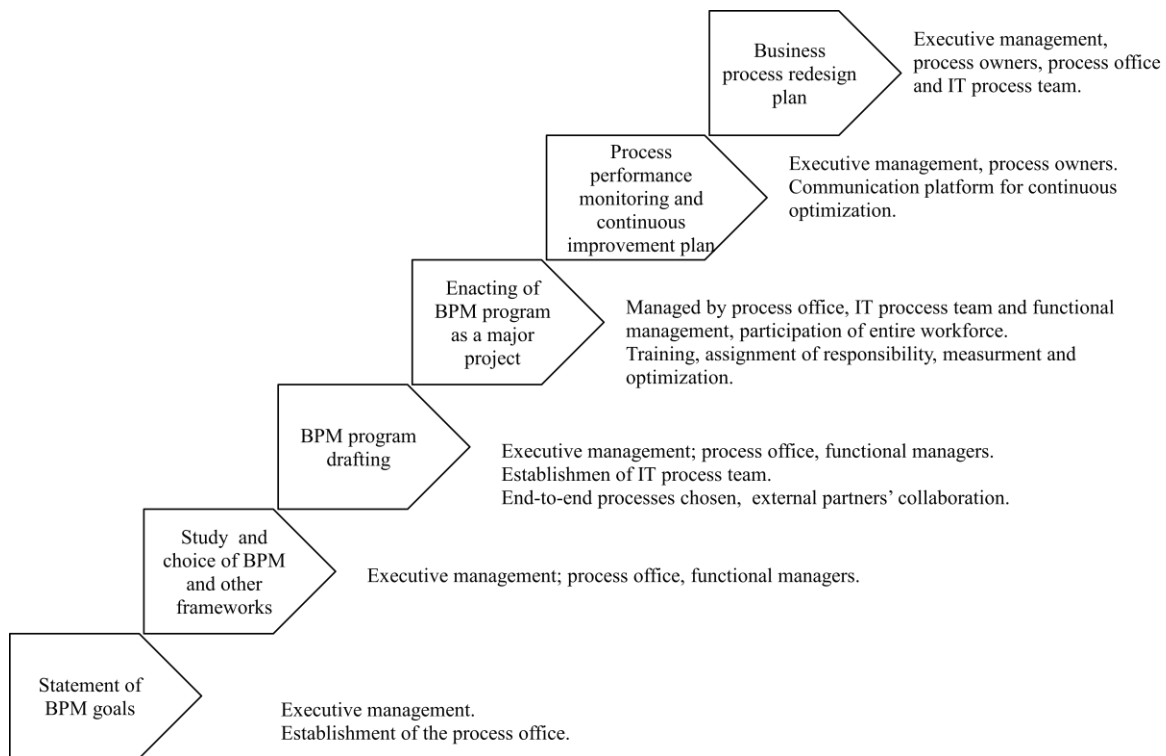 Business
process redesign
plan
Executive management,
process owners, process office
and IT process team.
Process
performance
monitoring and
continuous
improvement plan
Executive management, process owners.
Communication platform for continuous
optimization.
Enacting of
BPM program
as a major
project
Managed by process office, IT proccess team and functional
management, participation of entire workforce.
Training, assignment of responsibility, measurment and
optimization.
BPM program
drafting
Executive management; process office, functional managers.
Establishmen of IT process team.
End-to-end processes chosen, external partners’ collaboration.
Study and
choice of BPM
and other
frameworks
Executive management; process office, functional managers.
Statement of
BPM goals
Executive management.
Establishment of the process office.